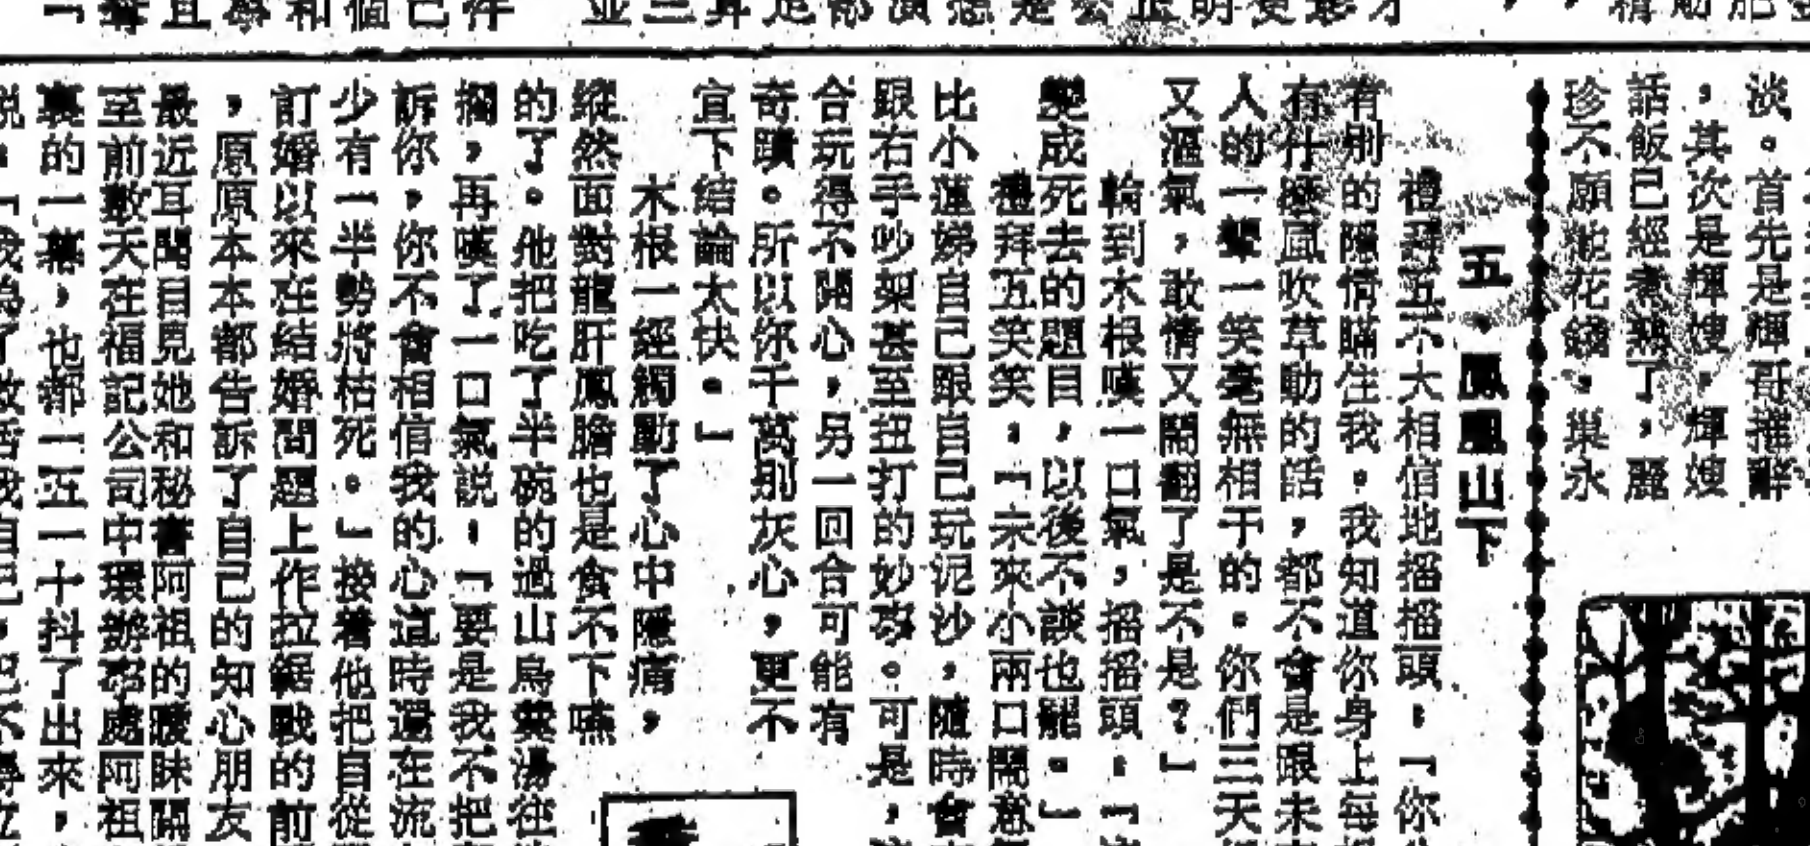 淡。首先是輝哥推辭
，其次是輝嫂，輝嫂
話飯已經煮熟了，麗
珍不願能花錢。巢永
五・鳳凰山下
禮拜五不大相信地搖搖頭：「你
有別的隱情瞞住我。我知道你身上每
有什麼風吹草動的話，都不會是跟未
人的一顰一笑毫無相干的。你們三天
又漚氣，敢情又鬧翻了是不是？」
輪到木根嘆一口氣，搖搖頭：「
變成死去的題目，以後不談也罷。」
禮拜五笑笑：「未來小兩口鬧意
比小蓮娣自己跟自己玩泥沙，隨時會
跟右手吵架甚至扭打的妙. 可是，
合玩得不開心，另一回合可能有
奇蹟。所以你千萬別灰心，更不
宜下結論太快。」
木根一經觸動了心中隱痛，
縱然面對龍肝鳳膽也是食不下嚥
的了。他把吃了半碗的過山烏羹湯往
擱，再嘆了一口氣說：「要是我不把
訴你，你不會相信我的心這時還在流
少有一半勢將枯死。」接着他把自從
訂婚以來在結婚問題上作拉鋸戰的前
，原原本本都告訴了自己的知心朋友
最近耳聞目見她和秘書阿祖的曖昧關
至前數天在福記公司中環辦 處阿祖
裏的一幕，也都一五一十抖了出來，